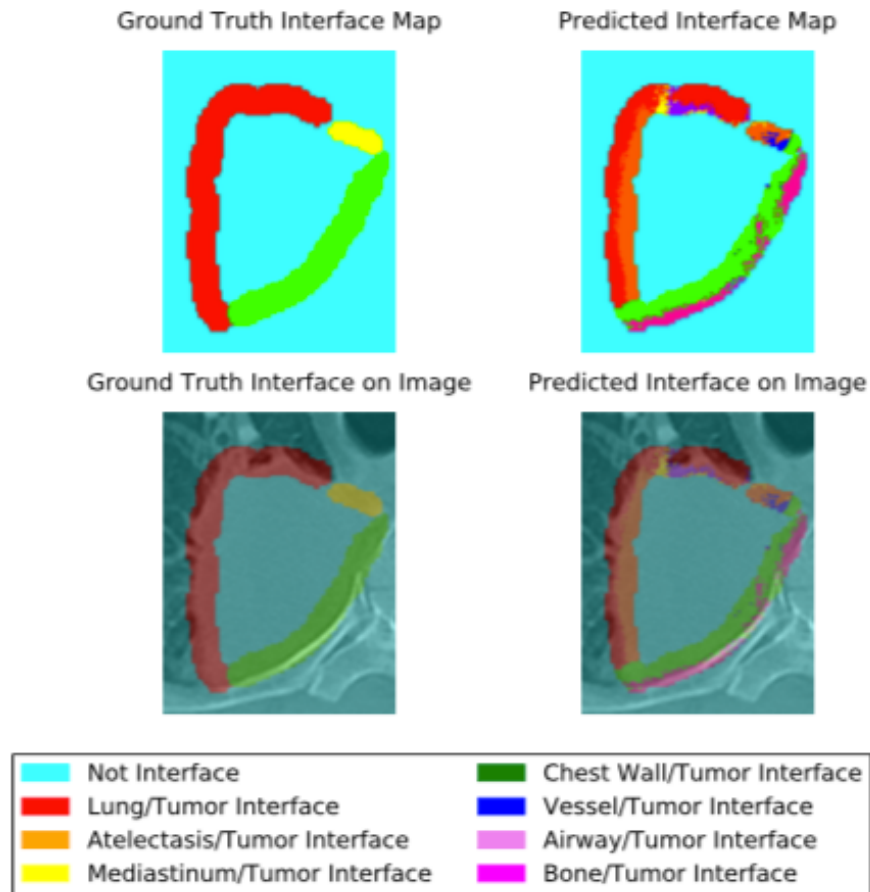 Ground Truth Interface Map
Predicted Interface Map
Ground Truth Interface on Image
Predicted Interface on Image
Not Interface
Lung/Tumor Interface
Atelectasis/Tumor Interface
Mediastinum/Tumor Interface
Chest Wall/Tumor Interface
Vessel/Tumor Interface
Airway/Tumor Interface
Bone/Tumor Interface